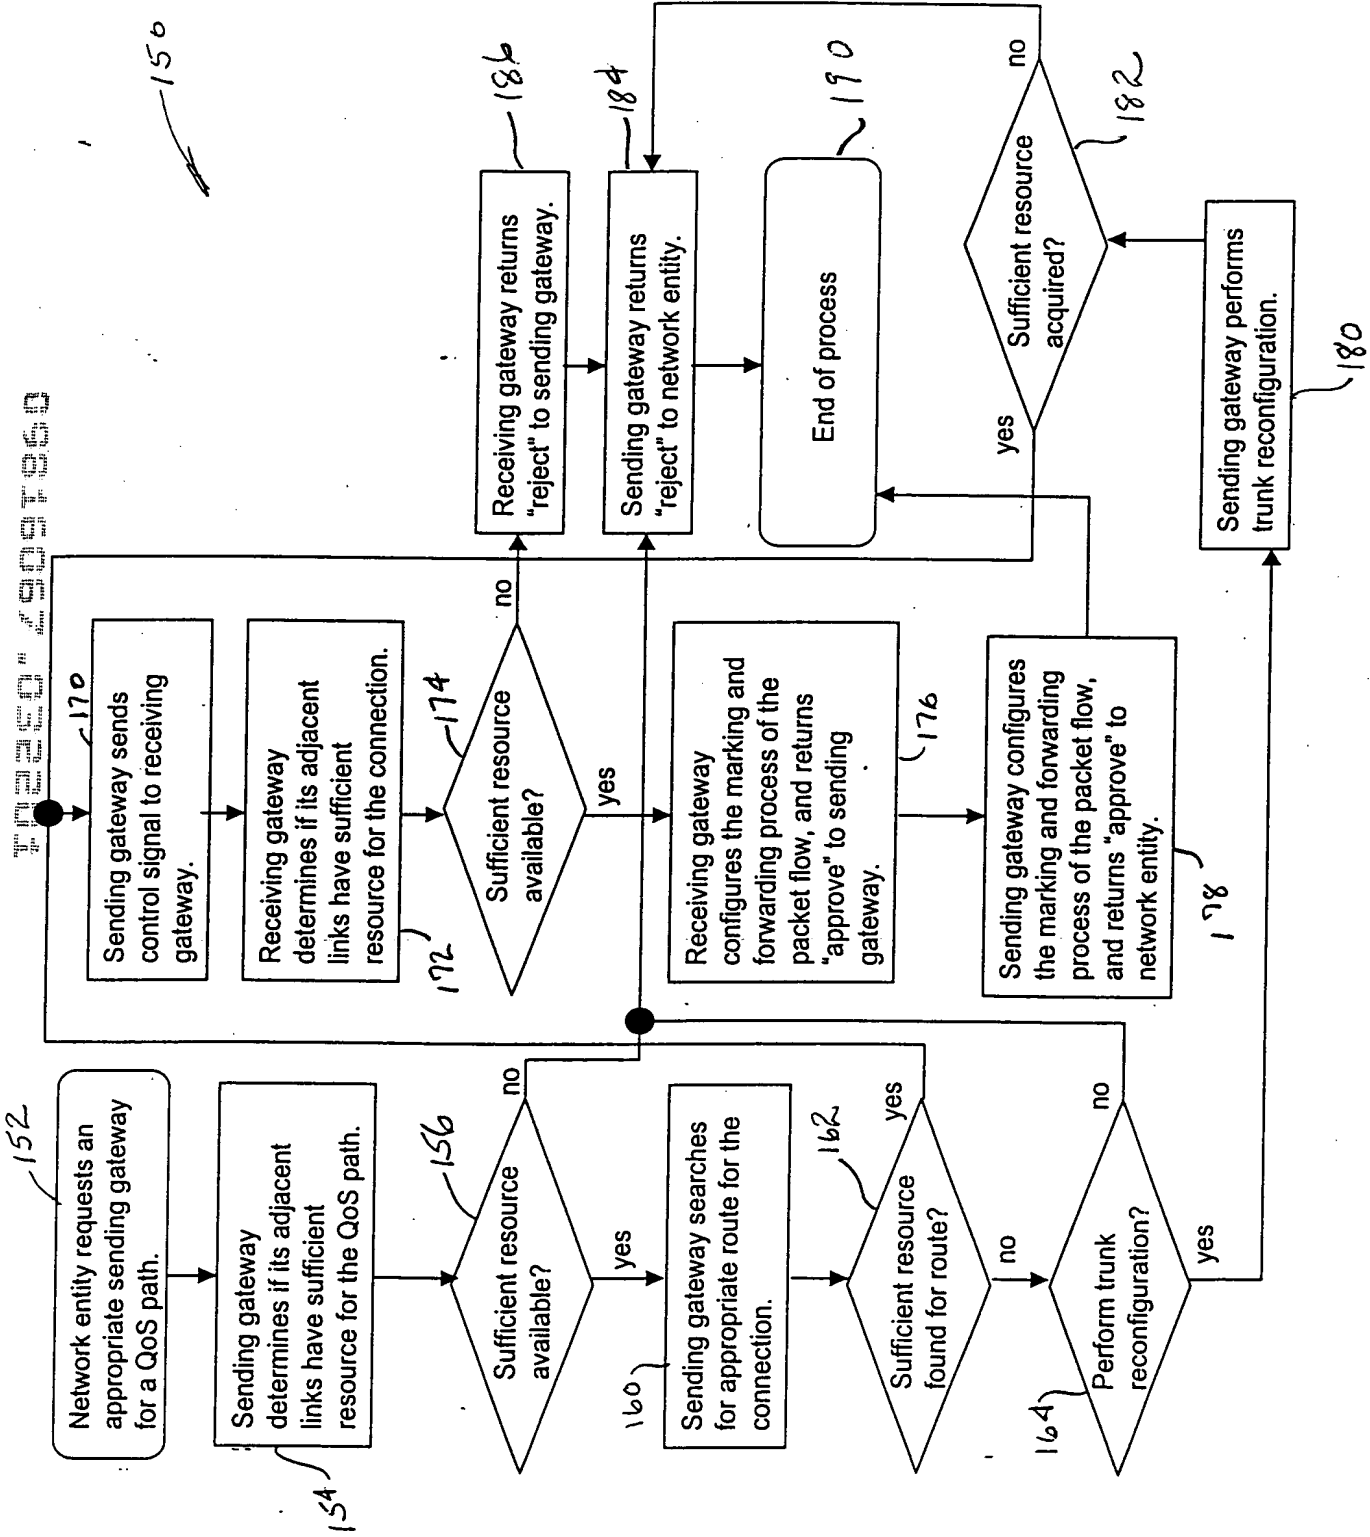 150
152
Network entity requests an
appropriate sending gateway
for a QoS path.
Sending gateway
determines if its adjacent
links have sufficient
resource for the QoS path.
154
Sufficient resource
available?
156
no
yes
Sending gateway searches
for appropriate route for the
connection.
160
Sufficient resource
found for route?
162
yes
no
Perform trunk
reconfiguration?
164
no
yes
170
Sending gateway sends
control signal to receiving
gateway.
Receiving gateway
determines if its adjacent
links have sufficient
resource for the connection.
172
Sufficient resource
available?
174
no
yes
Receiving gateway
configures the marking and
forwarding process of the
packet flow, and returns
"approve" to sending
gateway.
176
Sending gateway configures
the marking and forwarding
process of the packet flow,
and returns "approve" to
network entity.
178
Receiving gateway returns
"reject" to sending gateway.
186
Sending gateway returns
"reject" to network entity.
184
End of process
190
Sufficient resource
acquired?
182
yes
no
Sending gateway performs
trunk reconfiguration.
180